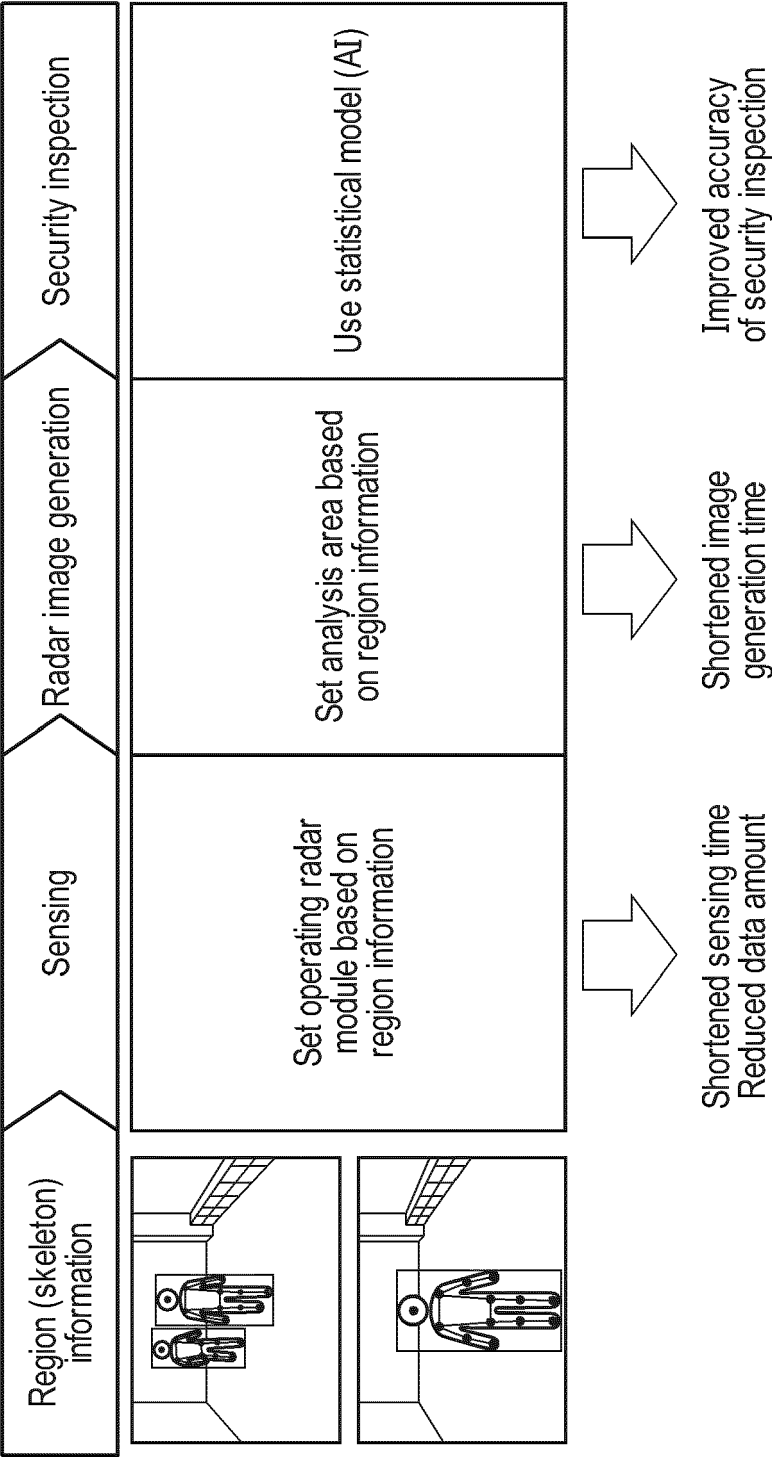 Region (skeleton)
information
Sensing
Radar image generation
Security inspection
Set operating radar
module based on
region information
Set analysis area based
on region information
Use statistical model (AI)
Shortened sensing time
Reduced data amount
Shortened image
generation time
Improved accuracy
of security inspection